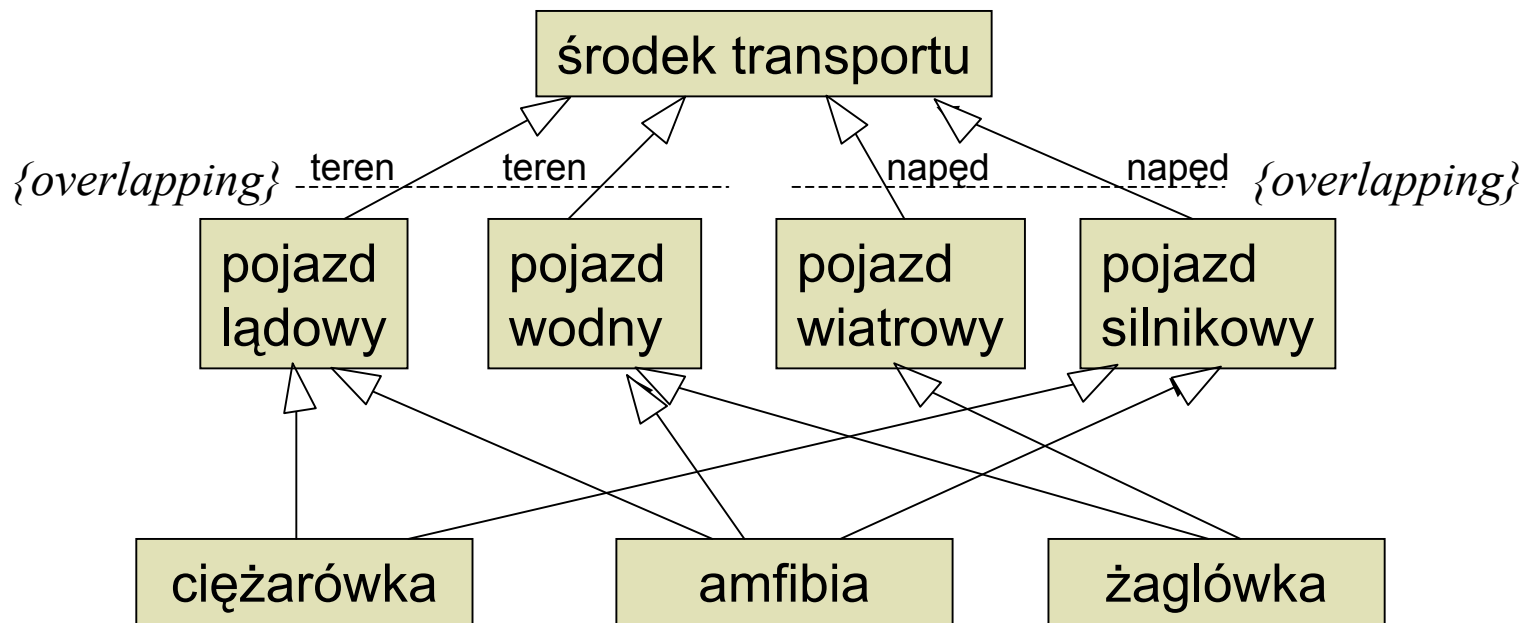 środek transportu
{overlapping} teren teren napęd napęd {overlapping}
pojazd lądowy
pojazd wodny
pojazd wiatrowy
pojazd silnikowy
ciężarówka amfibia żaglówka